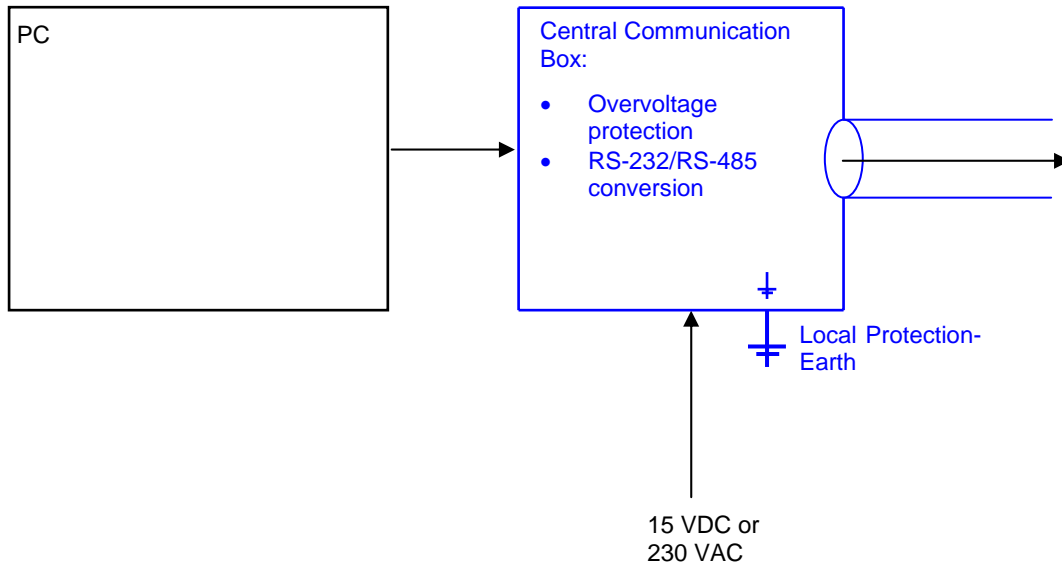 PC
Central Communication
Box:
• Overvoltage
protection
• RS-232/RS-485
conversion
Local Protection-
Earth
15 VDC or
230 VAC